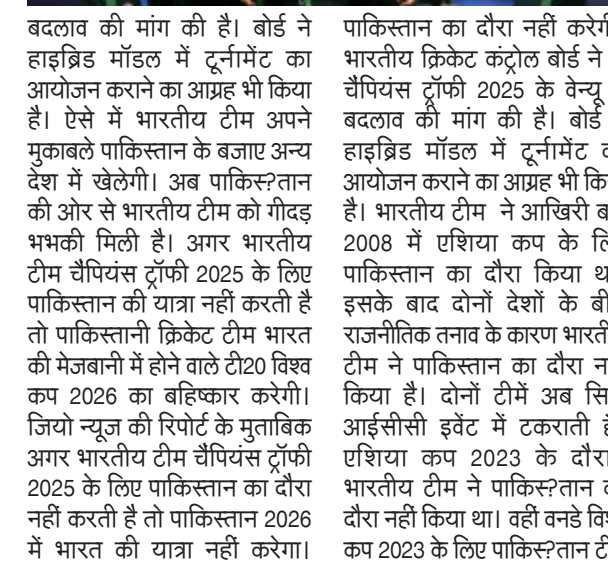 बदलाव की मांग की है। बोर्ड ने
हाइब्रिड मॉडल में टूर्नामेंट का
आयोजन कराने का आग्रह भी किया
है। ऐसे में भारतीय टीम अपने
मुकाबले पाकिस्तान के बजाए अन्य
देश में खेलेगी। अब पाकिस?तान
की ओर से भारतीय टीम को गीदड़
भभकी मिली है। अगर भारतीय
टीम चैंपियंस ट्रॉफी 2025 के लिए
पाकिस्तान की यात्रा नहीं करती है
तो पाकिस्तानी क्रिकेट टीम भारत
की मेजबानी में होने वाले टी20 विश्व
कप 2026 का बहिष्कार करेगी।
जियो न्यूज की रिपोर्ट के मुताबिक
अगर भारतीय टीम चैंपियंस ट्रॉफी
2025 के लिए पाकिस्तान का दौरा
नहीं करती है तो पाकिस्तान 2026
में भारत की यात्रा नहीं करेगा।
पाकिस्तान का दौरा नहीं
भारतीय क्रिकेट कंट्रोल बोर्ड ने
चैंपियंस ट्रॉफी 2025 के वेन्यू
बदलाव की मांग की है। बोर्ड
हाइब्रिड मॉडल में टूर्नामेंट
आयोजन कराने का आग्रह भी
है। भारतीय टीम ने आखिरी
2008 में एशिया कप के
पाकिस्तान का दौरा किया
इसके बाद दोनों देशों के
राजनीतिक तनाव के कारण
टीम ने पाकिस्तान का दौरा
किया है। दोनों टीमें अब
आईसीसी इवेंट में टकराती
एशिया कप 2023 के
भारतीय टीम ने पाकिस?तान
दौरा नहीं किया था। वहीं वनडे
कप 2023 के लिए पाकिस?तान